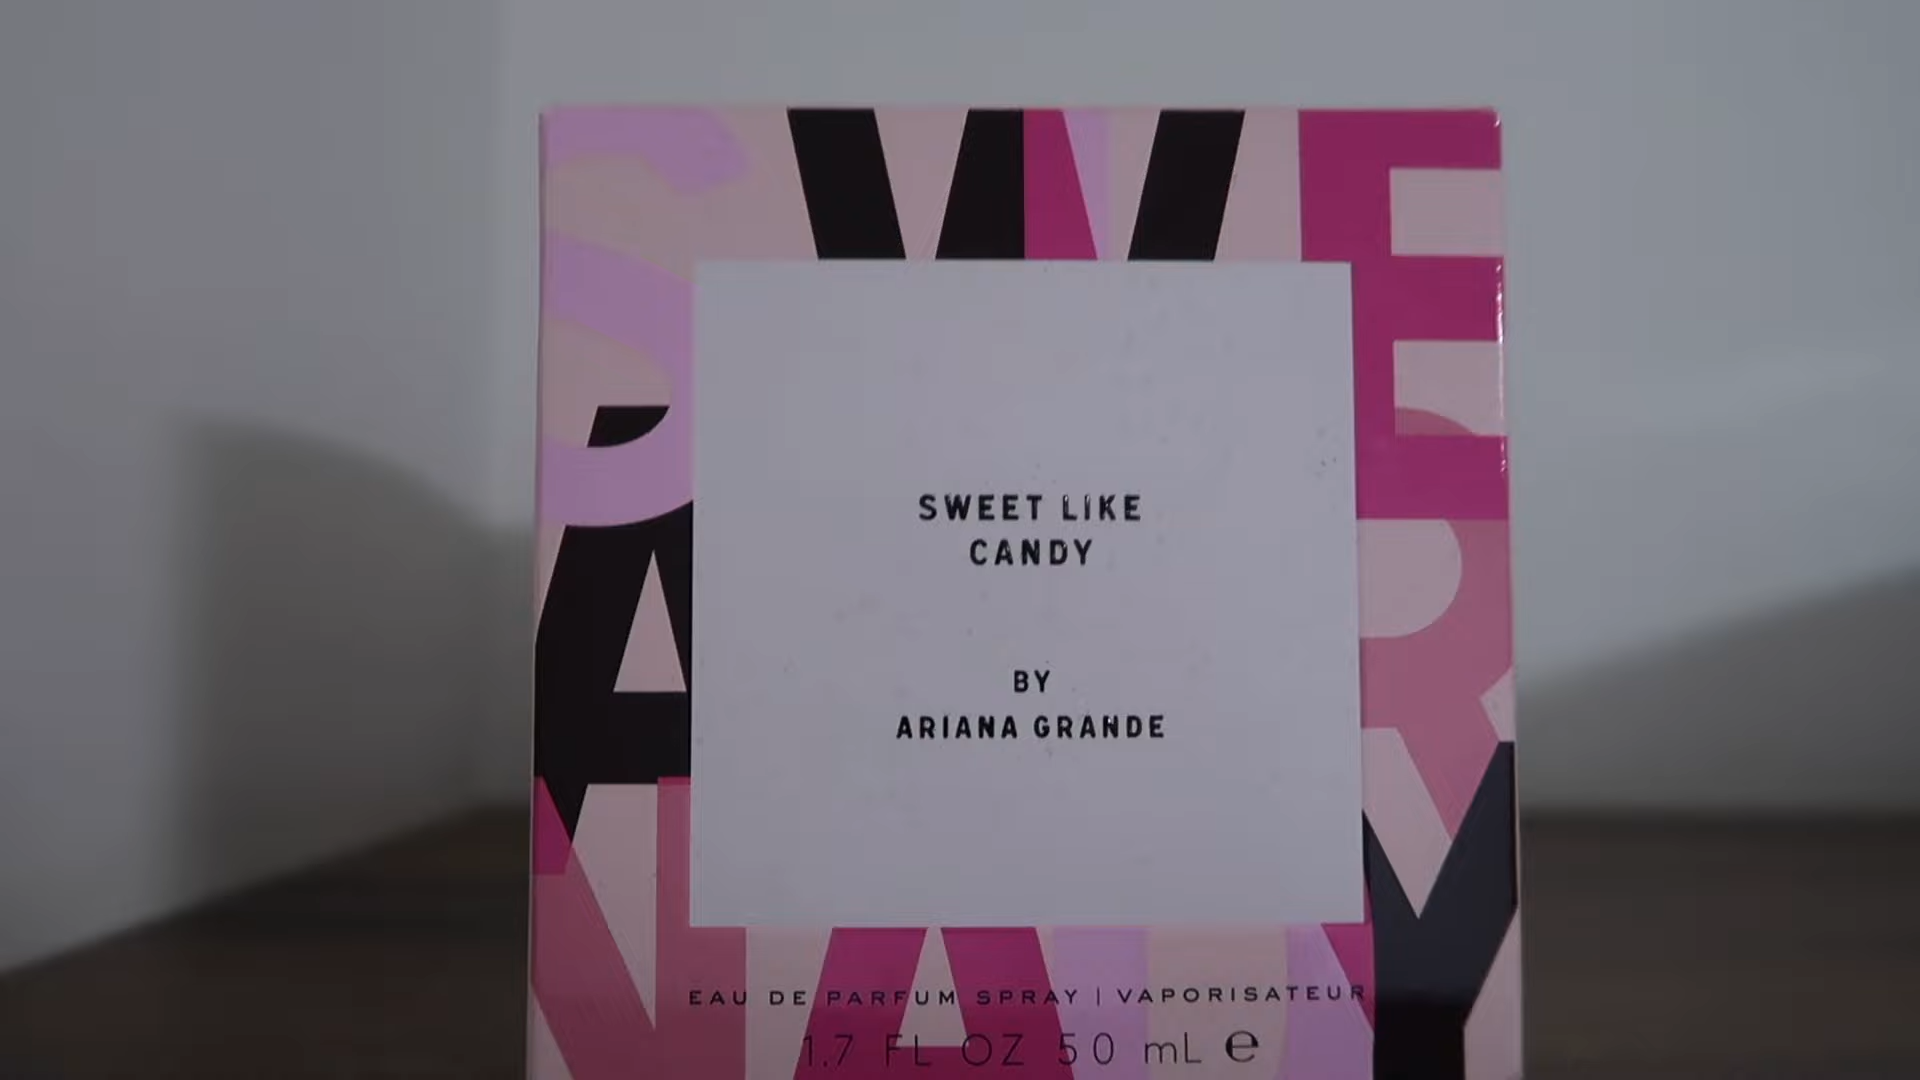 SWEET LIKE
CANDY
BY
ARIANA GRANDE
EAU DE PARFUM SPRAY | VAPORISATEUR
1.7 FL OZ 50 mL ℮